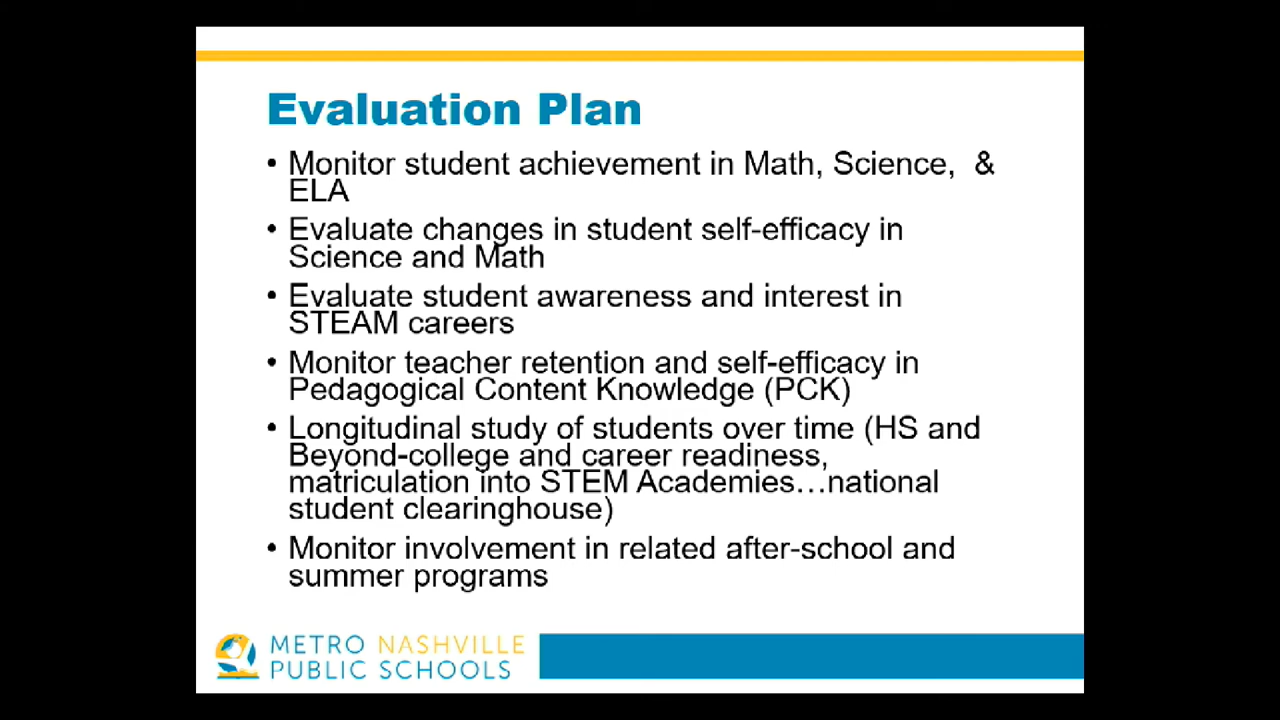 Evaluation Plan
• Monitor student achievement in Math, Science,  &
ELA
• Evaluate changes in student self-efficacy in
Science and Math
• Evaluate student awareness and interest in
STEAM careers
• Monitor teacher retention and self-efficacy in
Pedagogical Content Knowledge (PCK)
• Longitudinal study of students over time (HS and
Beyond-college and career readiness,
matriculation into STEM Academies…national
student clearinghouse)
• Monitor involvement in related after-school and
summer programs
METRO NASHVILLE
PUBLIC SCHOOLS